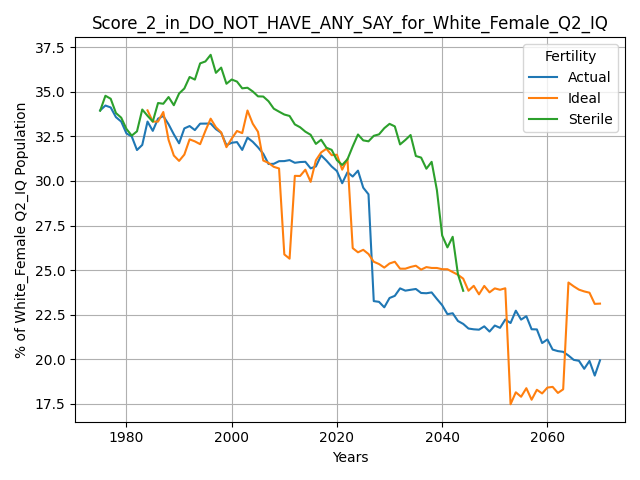 Score_2_in_DO_NOT_HAVE_ANY_SAY_for_White_Female_Q2_IQ
Fertility
Actual
Ideal
Sterile
% of White_Female Q2_IQ Population
37.5
35.0
32.5
30.0
27.5
25.0
22.5
20.0
17.5
1980
2000
2020
2040
2060
Years